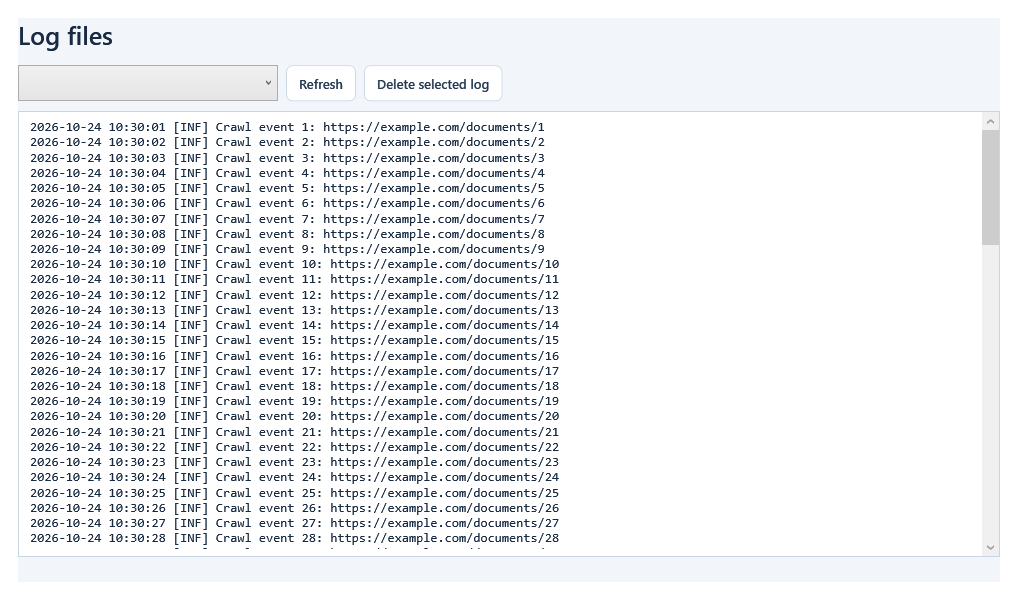 Log files
Refresh
Delete selected log
2026-10-24 10:30:01 [INF] Crawl event 1: https://example.com/documents/1
2026-10-24 10:30:02 [INF] Crawl event 2: https://example.com/documents/2
2026-10-24 10:30:03 [INF] Crawl event 3: https://example.com/documents/3
2026-10-24 10:30:04 [INF] Crawl event 4: https://example.com/documents/4
2026-10-24 10:30:05 [INF] Crawl event 5: https://example.com/documents/5
2026-10-24 10:30:06 [INF] Crawl event 6: https://example.com/documents/6
2026-10-24 10:30:07 [INF] Crawl event 7: https://example.com/documents/7
2026-10-24 10:30:08 [INF] Crawl event 8: https://example.com/documents/8
2026-10-24 10:30:09 [INF] Crawl event 9: https://example.com/documents/9
2026-10-24 10:30:10 [INF] Crawl event 10: https://example.com/documents/10
2026-10-24 10:30:11 [INF] Crawl event 11: https://example.com/documents/11
2026-10-24 10:30:12 [INF] Crawl event 12: https://example.com/documents/12
2026-10-24 10:30:13 [INF] Crawl event 13: https://example.com/documents/13
2026-10-24 10:30:14 [INF] Crawl event 14: https://example.com/documents/14
2026-10-24 10:30:15 [INF] Crawl event 15: https://example.com/documents/15
2026-10-24 10:30:16 [INF] Crawl event 16: https://example.com/documents/16
2026-10-24 10:30:17 [INF] Crawl event 17: https://example.com/documents/17
2026-10-24 10:30:18 [INF] Crawl event 18: https://example.com/documents/18
2026-10-24 10:30:19 [INF] Crawl event 19: https://example.com/documents/19
2026-10-24 10:30:20 [INF] Crawl event 20: https://example.com/documents/20
2026-10-24 10:30:21 [INF] Crawl event 21: https://example.com/documents/21
2026-10-24 10:30:22 [INF] Crawl event 22: https://example.com/documents/22
2026-10-24 10:30:23 [INF] Crawl event 23: https://example.com/documents/23
2026-10-24 10:30:24 [INF] Crawl event 24: https://example.com/documents/24
2026-10-24 10:30:25 [INF] Crawl event 25: https://example.com/documents/25
2026-10-24 10:30:26 [INF] Crawl event 26: https://example.com/documents/26
2026-10-24 10:30:27 [INF] Crawl event 27: https://example.com/documents/27
2026-10-24 10:30:28 [INF] Crawl event 28: https://example.com/documents/28